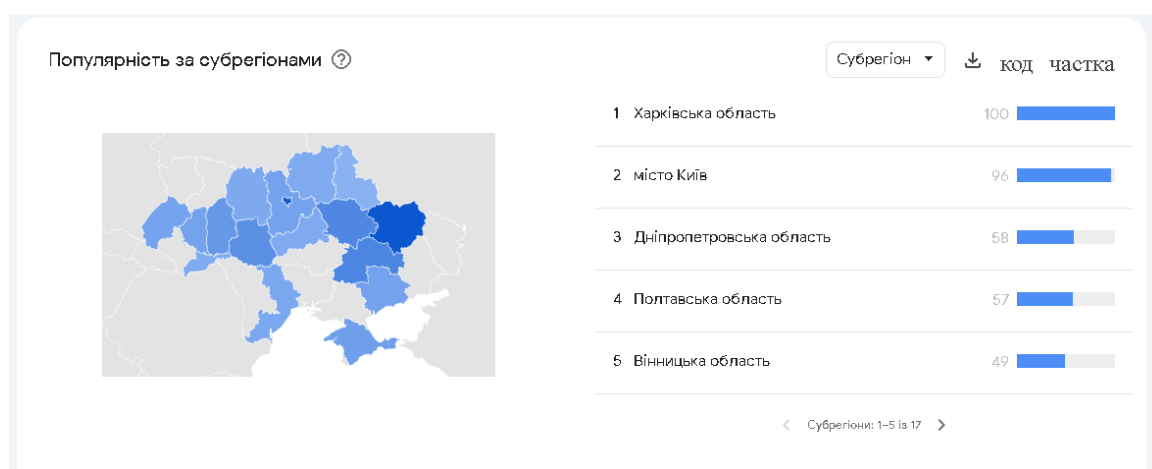 Популярність за субрегіонами
Субрегіон
код частка
1 Харківська область 100
2 місто Київ 96
3 Дніпропетровська область 58
4 Полтавська область 57
5 Вінницька область 49
Субрегіони: 1–5 із 17